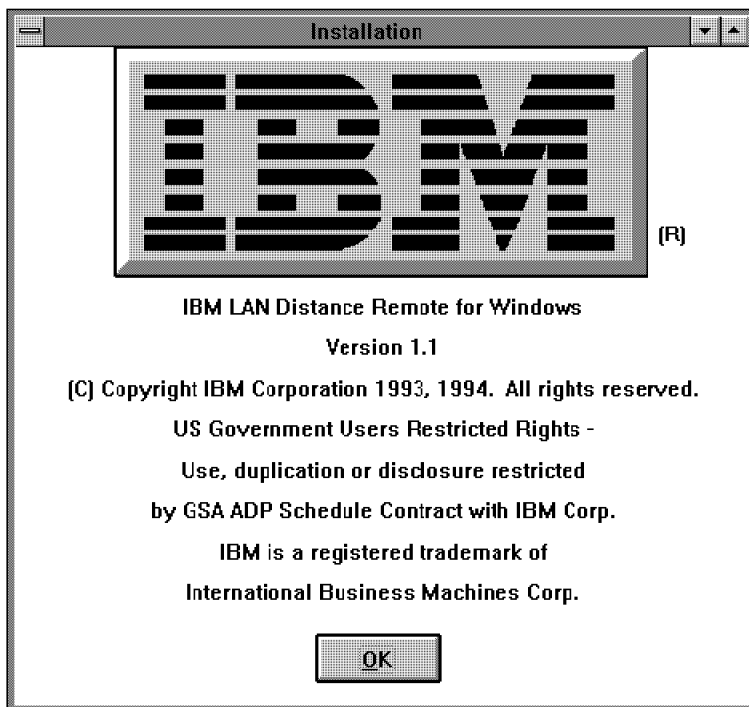 Installation
IBM
(R)
IBM LAN Distance Remote for Windows
Version 1.1
(C) Copyright IBM Corporation 1993, 1994.  All rights reserved.
US Government Users Restricted Rights -
Use, duplication or disclosure restricted
by GSA ADP Schedule Contract with IBM Corp.
IBM is a registered trademark of
International Business Machines Corp.
OK